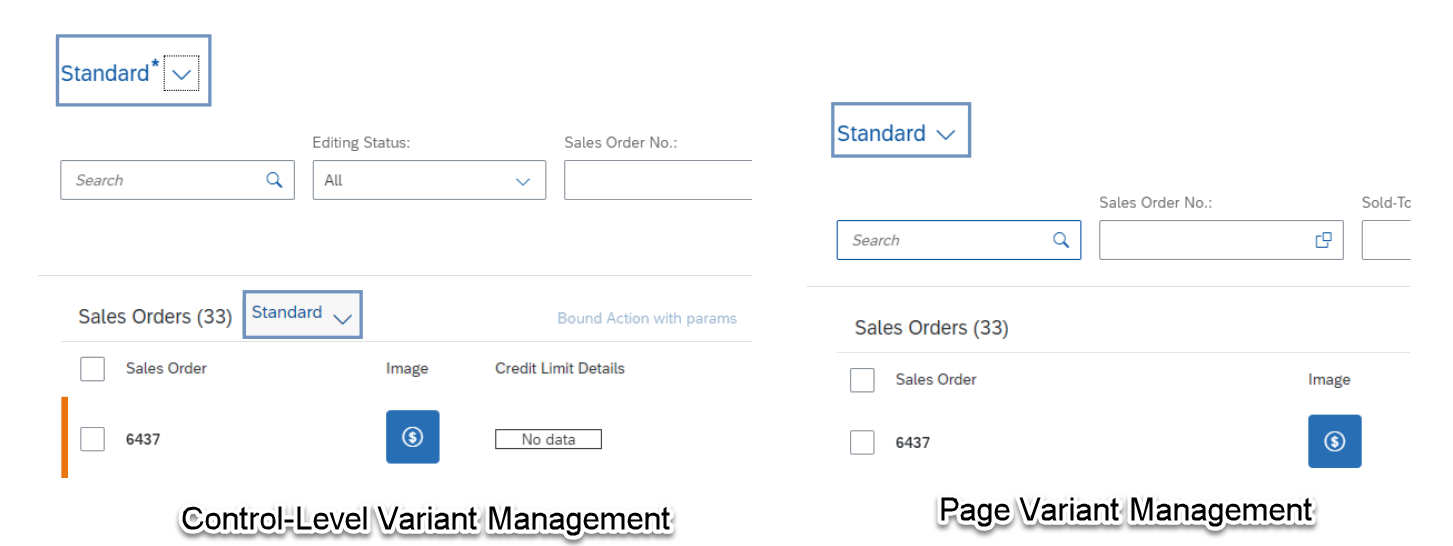 Standard*
Editing Status:
Sales Order No.:
Search
All
Sales Orders (33)
Standard
Bound Action with params
Sales Order
Image
Credit Limit Details
6437
No data
Control-Level Variant Management
Standard
Sales Order No.:
Sold-Tc
Search
Sales Orders (33)
Sales Order
Image
6437
Page Variant Management